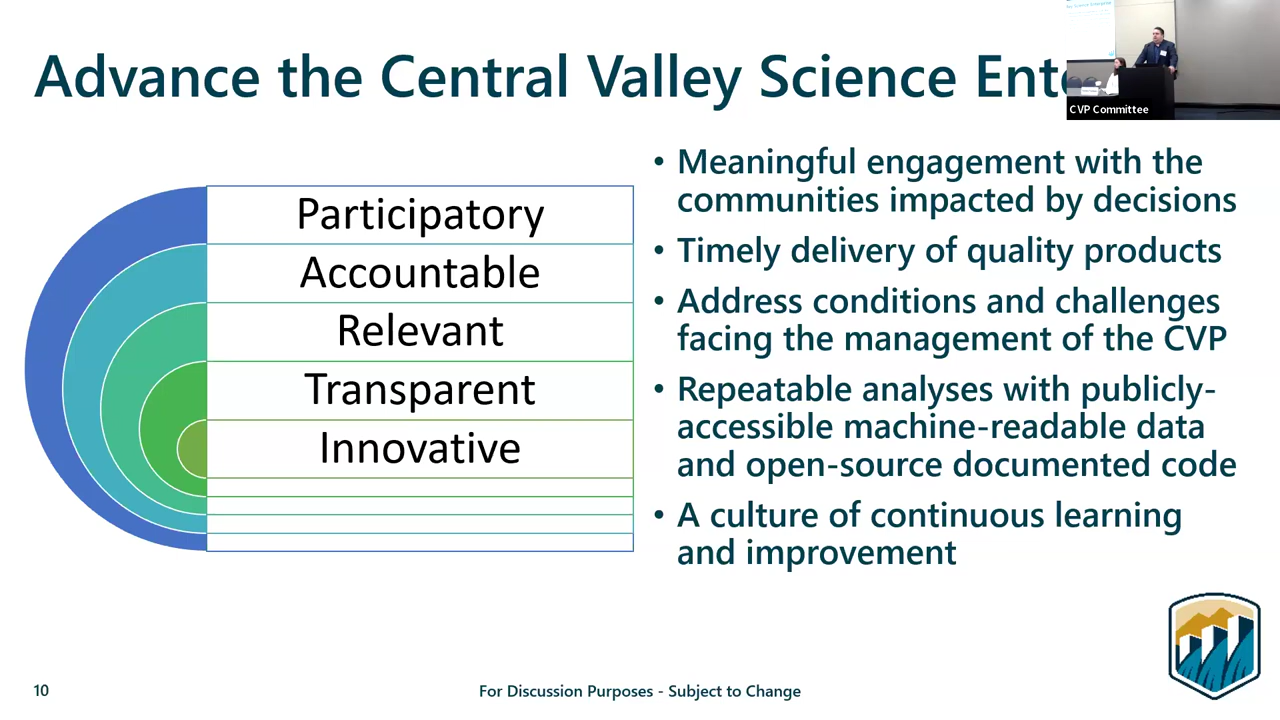 Advance the Central Valley Science Ente
CVP Committee
Participatory
Accountable
Relevant
Transparent
Innovative
• Meaningful engagement with the
communities impacted by decisions
• Timely delivery of quality products
• Address conditions and challenges
facing the management of the CVP
• Repeatable analyses with publicly-
accessible machine-readable data
and open-source documented code
• A culture of continuous learning
and improvement
10
For Discussion Purposes - Subject to Change